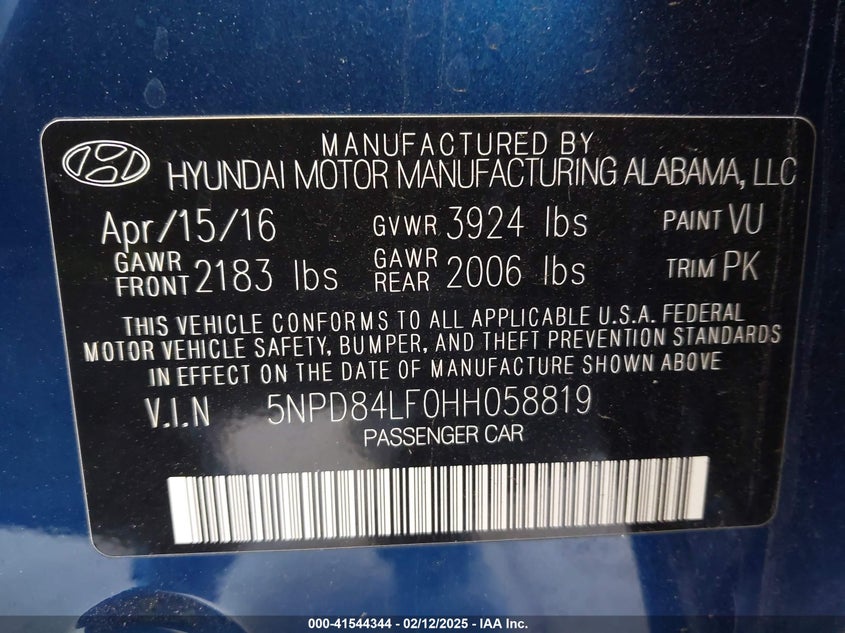 MANUFACTURED BY
HYUNDAI MOTOR MANUFACTURING ALABAMA, LLC
Apr/15/16 GVWR 3924 lbs PAINT VU
GAWR FRONT 2183 lbs GAWR REAR 2006 lbs TRIM PK
THIS VEHICLE CONFORMS TO ALL APPLICABLE U.S.A. FEDERAL
MOTOR VEHICLE SAFETY, BUMPER, AND THEFT PREVENTION STANDARDS
IN EFFECT ON THE DATE OF MANUFACTURE SHOWN ABOVE
V.I.N 5NPD84LF0HH058819
PASSENGER CAR
000-41544344 - 02/12/2025 - IAA Inc.